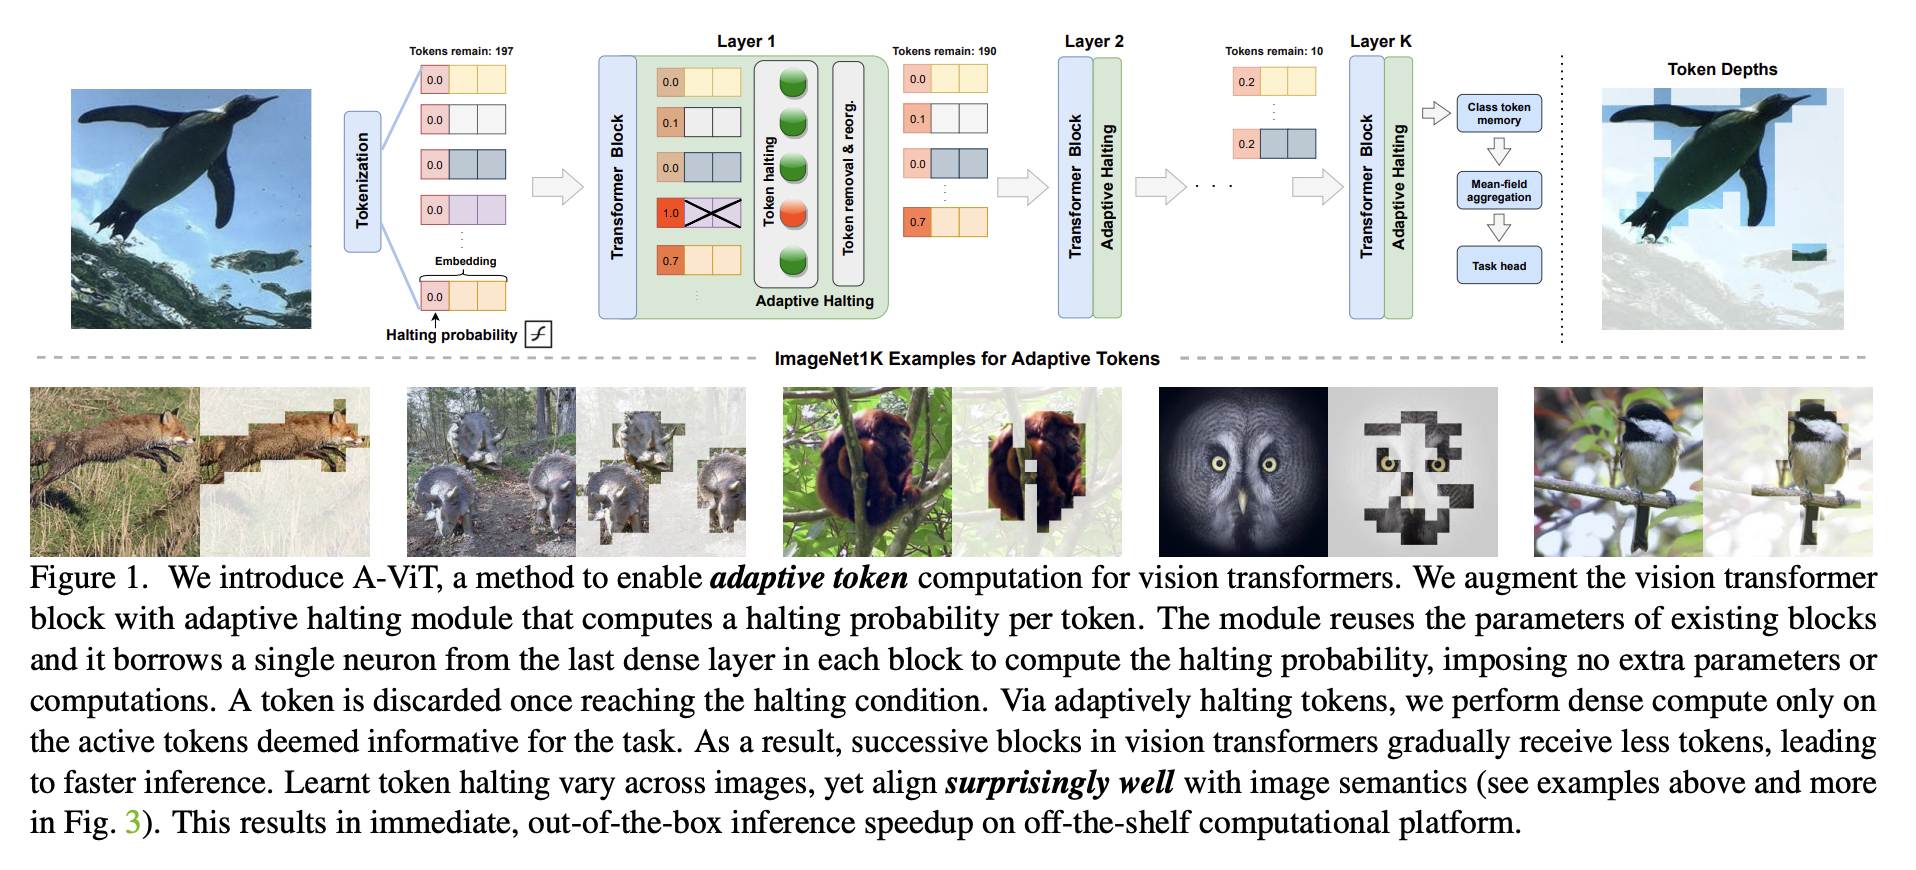 Tokens remain: 197
0.0
0.0
0.0
0.0
Embedding
0.0
Halting probability
Tokenization
Layer 1
Transformer Block
0.0
0.1
0.0
1.0
0.7
Token halting
Token removal & reorg.
Adaptive Halting
Tokens remain: 190
0.0
0.1
0.0
0.7
Layer 2
Transformer Block
Adaptive Halting
. . .
Tokens remain: 10
0.2
0.2
Layer K
Transformer Block
Adaptive Halting
Class token
memory
Mean-field
aggregation
Task head
Token Depths
ImageNet1K Examples for Adaptive Tokens
Figure 1. We introduce A-ViT, a method to enable adaptive token computation for vision transformers. We augment the vision transformer
block with adaptive halting module that computes a halting probability per token. The module reuses the parameters of existing blocks
and it borrows a single neuron from the last dense layer in each block to compute the halting probability, imposing no extra parameters or
computations. A token is discarded once reaching the halting condition. Via adaptively halting tokens, we perform dense compute only on
the active tokens deemed informative for the task. As a result, successive blocks in vision transformers gradually receive less tokens, leading
to faster inference. Learnt token halting vary across images, yet align surprisingly well with image semantics (see examples above and more
in Fig. 3). This results in immediate, out-of-the-box inference speedup on off-the-shelf computational platform.